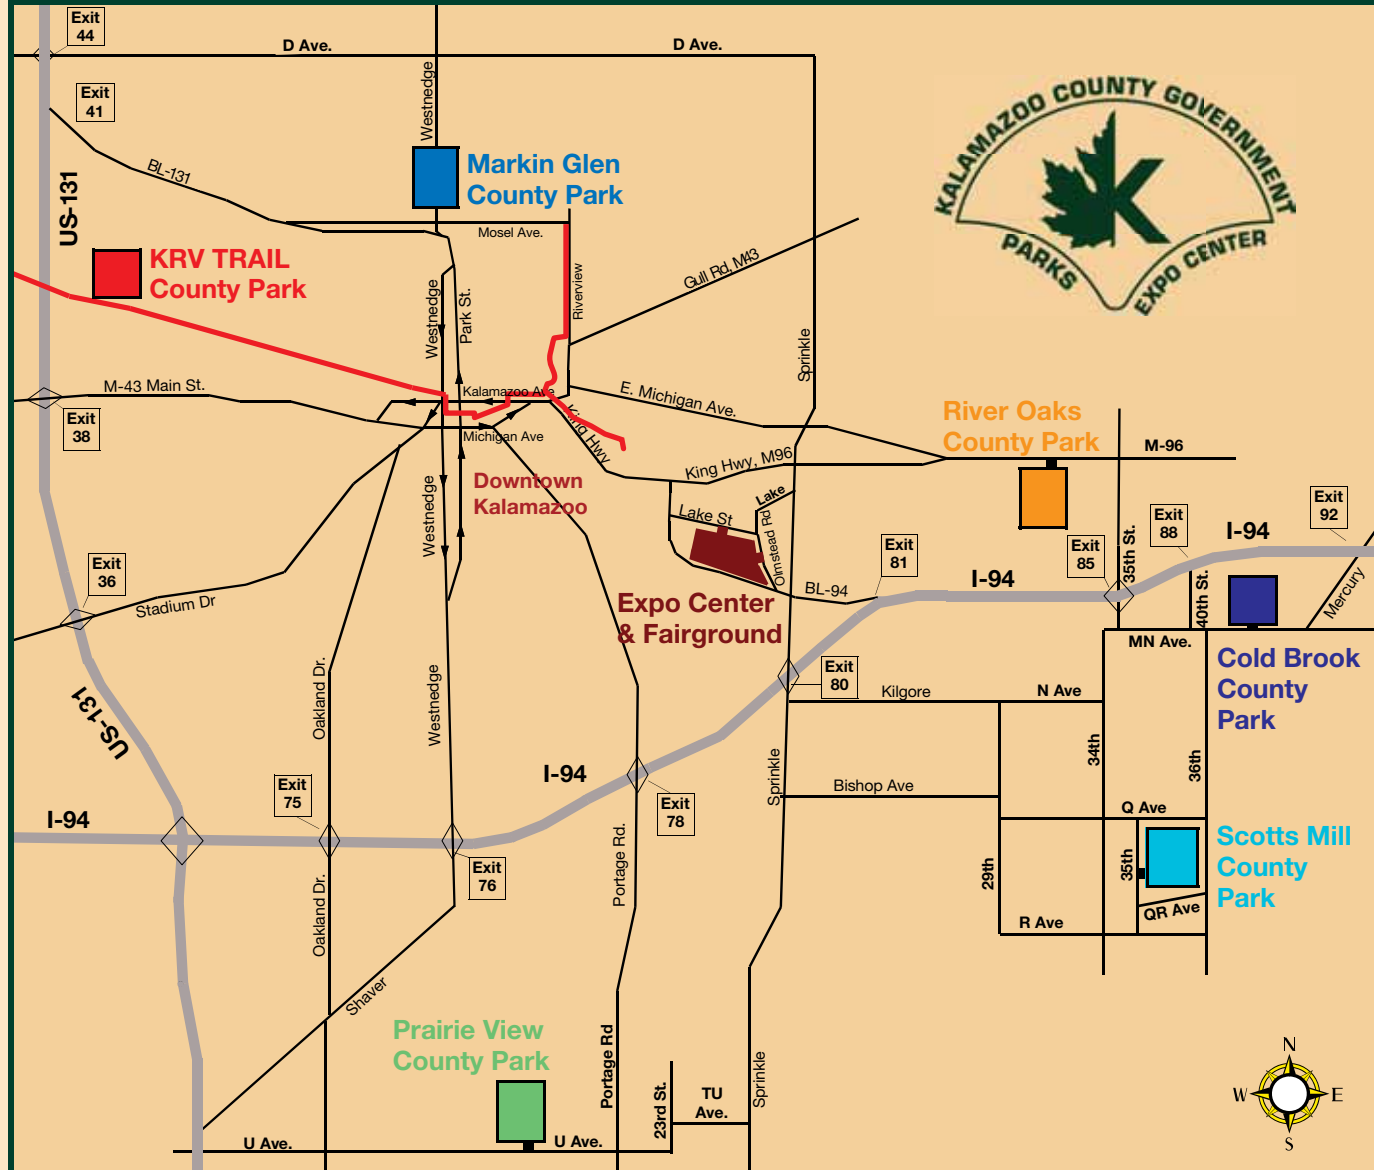 Exit
44
D Ave.
D Ave.
Exit
41
Westnedge
KALAMAZOO COUNTY GOVERNMENT
K
PARKS
EXPO CENTER
BL-131
US-131
Markin Glen
County Park
Mosel Ave.
KRV TRAIL
County Park
Gull Rd, M43
Riverview
Westnedge
Park St.
Sprinkle
M-43 Main St.
Kalamazoo Ave
E. Michigan Ave.
Exit
38
King Hwy
Michigan Ave
River Oaks
County Park
M-96
King Hwy, M96
Downtown
Kalamazoo
Westnedge
Lake
Lake St
Olmstead Rd
Exit
92
Exit
88
I-94
Exit
81
Exit
85
35th St.
Exit
36
Stadium Dr
I-94
BL-94
40th St.
Mercury
Expo Center
& Fairground
MN Ave.
Cold Brook
County
Park
Exit
80
Kilgore
N Ave
Oakland Dr.
Westnedge
US-131
34th
36th
Sprinkle
I-94
Bishop Ave
Exit
75
Exit
78
I-94
Q Ave
Scotts Mill
County
Park
Portage Rd.
Exit
76
29th
35th
QR Ave
R Ave
Oakland Dr.
Shaver
Prairie View
County Park
Portage Rd
23rd St.
TU
Ave.
Sprinkle
U Ave.
U Ave.
N
W
E
S